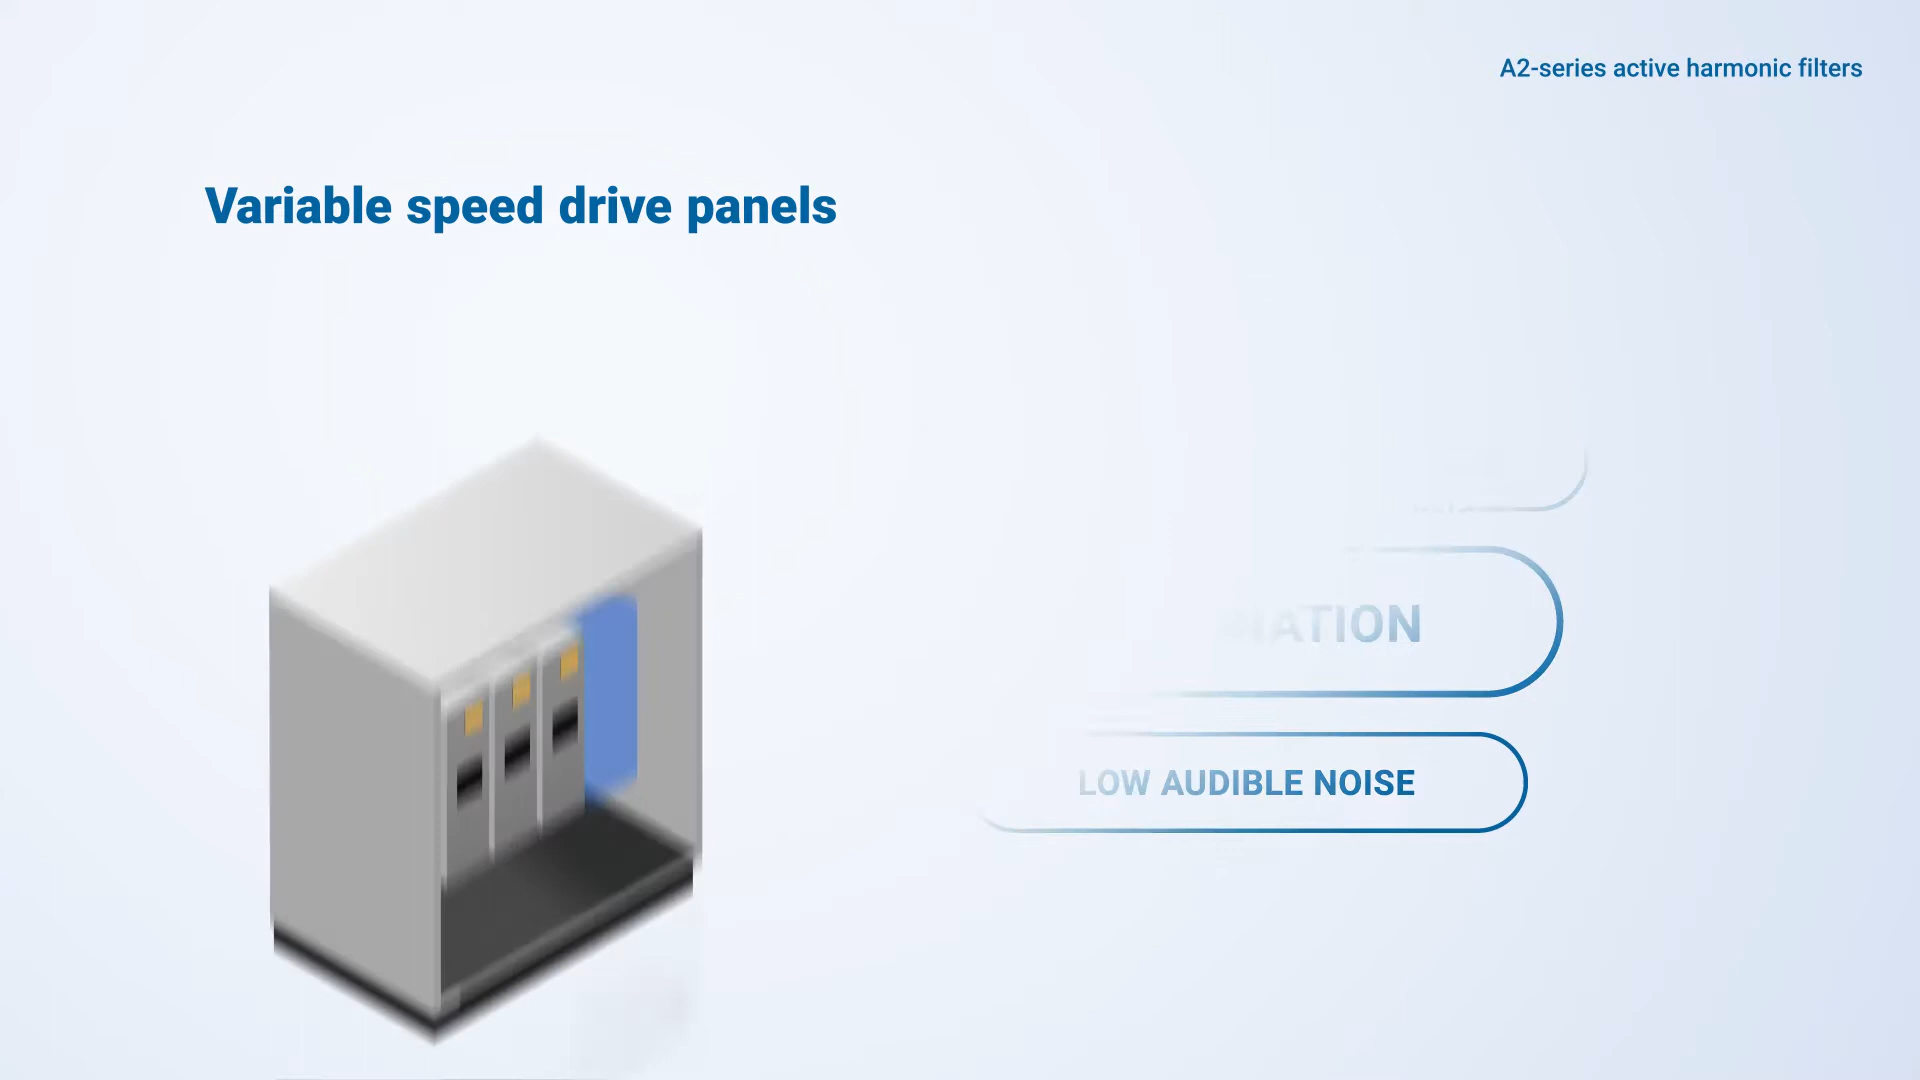 A2-series active harmonic filters
Variable speed drive panels
LOW AUDIBLE NOISE